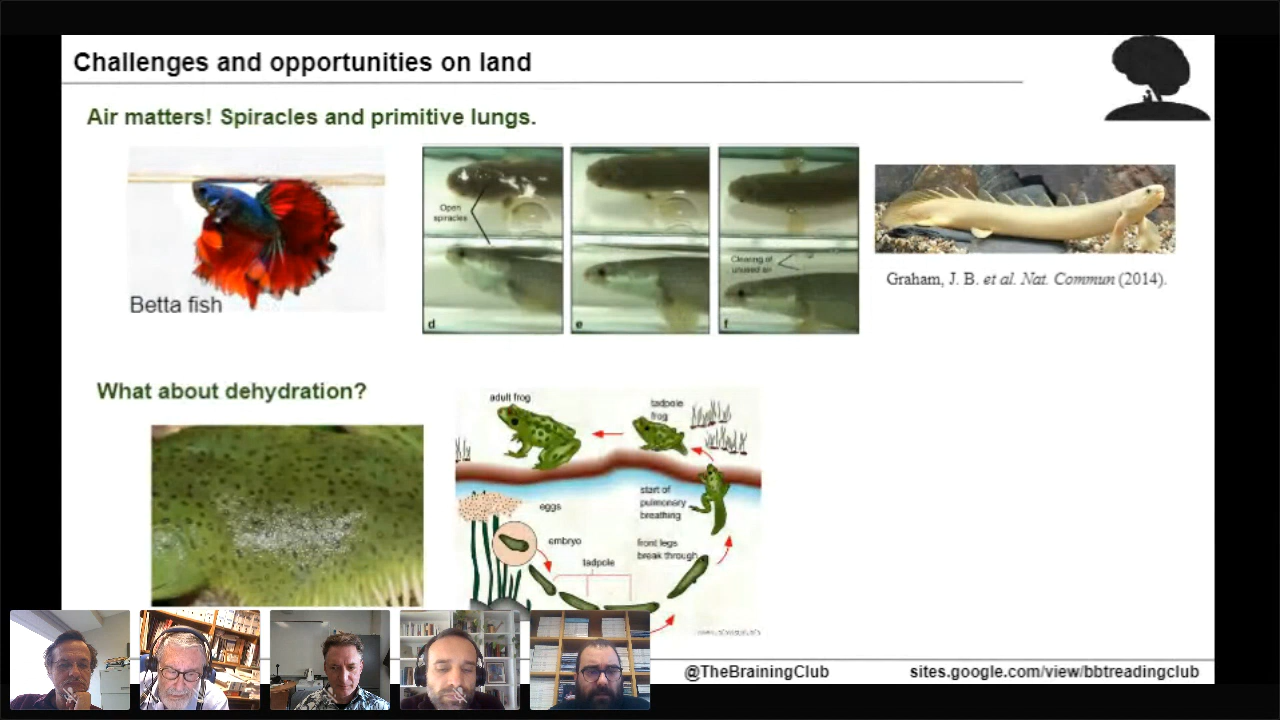 Challenges and opportunities on land
Air matters! Spiracles and primitive lungs.
Betta fish
Open
spiracles
d
e
Clearing of
unused air
f
Graham, J. B. et al. Nat. Commun (2014).
What about dehydration?
adult frog
tadpole
frog
eggs
embryo
tadpole
start of
pulmonary
breathing
front legs
break through
@TheBrainingClub
sites.google.com/view/bbtreadingclub